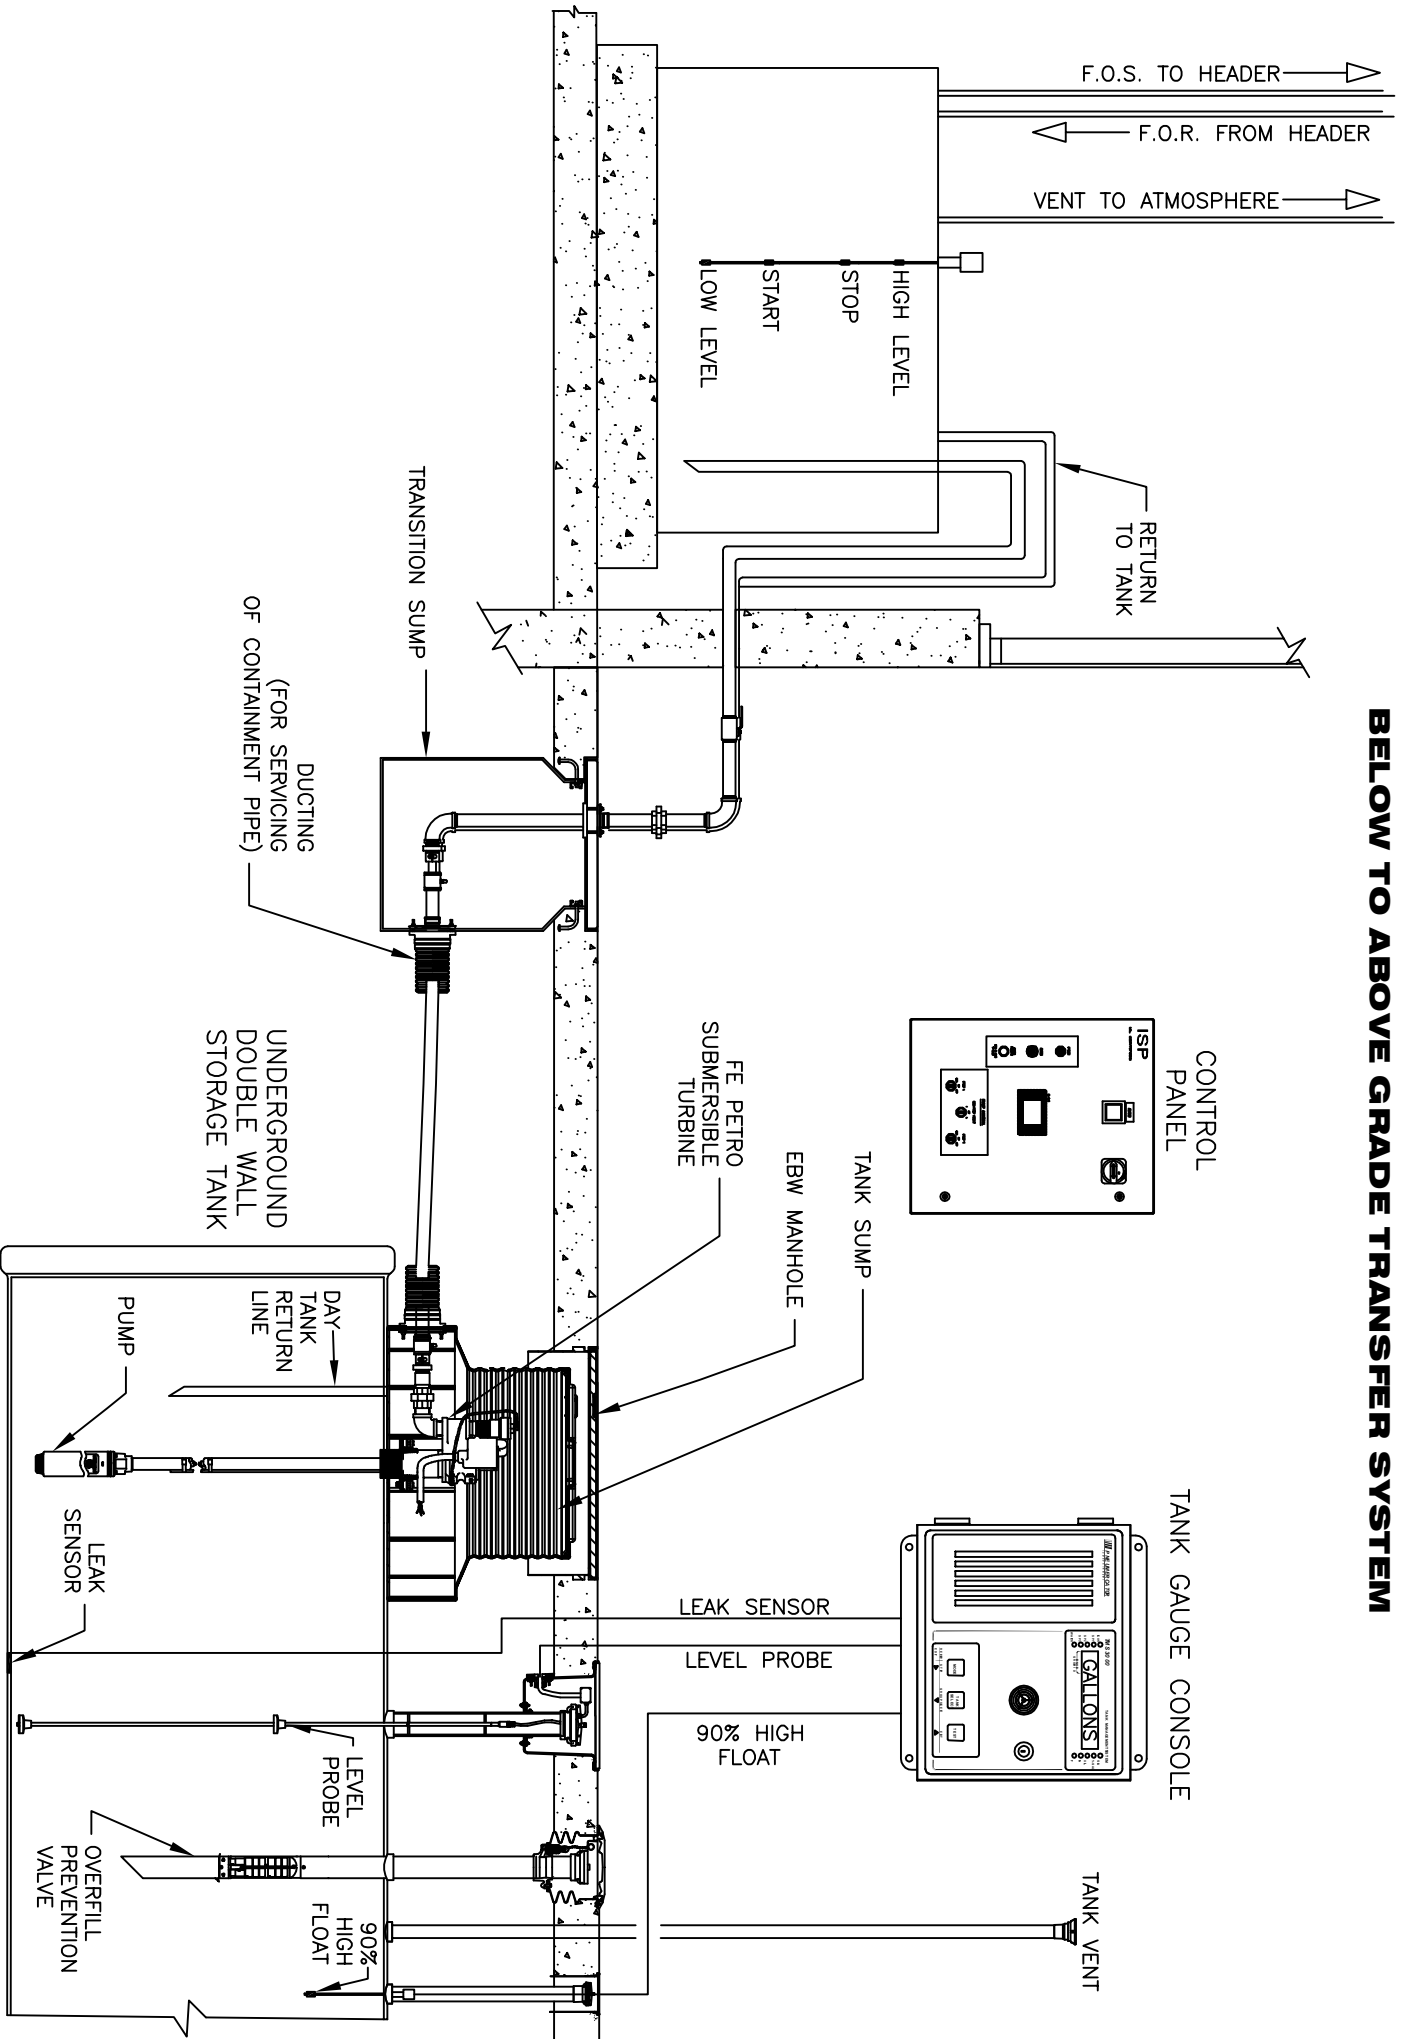 BELOW TO ABOVE GRADE TRANSFER SYSTEM
F.O.S. TO HEADER
F.O.R. FROM HEADER
VENT TO ATMOSPHERE
HIGH LEVEL
STOP
START
LOW LEVEL
RETURN
TO TANK
TRANSITION SUMP
DUCTING
(FOR SERVICING
OF CONTAINMENT PIPE)
CONTROL
PANEL
ISP
TANK SUMP
EBW MANHOLE
FE PETRO
SUBMERSIBLE
TURBINE
UNDERGROUND
DOUBLE WALL
STORAGE TANK
DAY
TANK
RETURN
LINE
PUMP
LEAK
SENSOR
TANK GAUGE CONSOLE
GALLONS
LEAK SENSOR
LEVEL PROBE
90% HIGH
FLOAT
TANK VENT
LEVEL
PROBE
OVERFILL
PREVENTION
VALVE
90%
HIGH
FLOAT